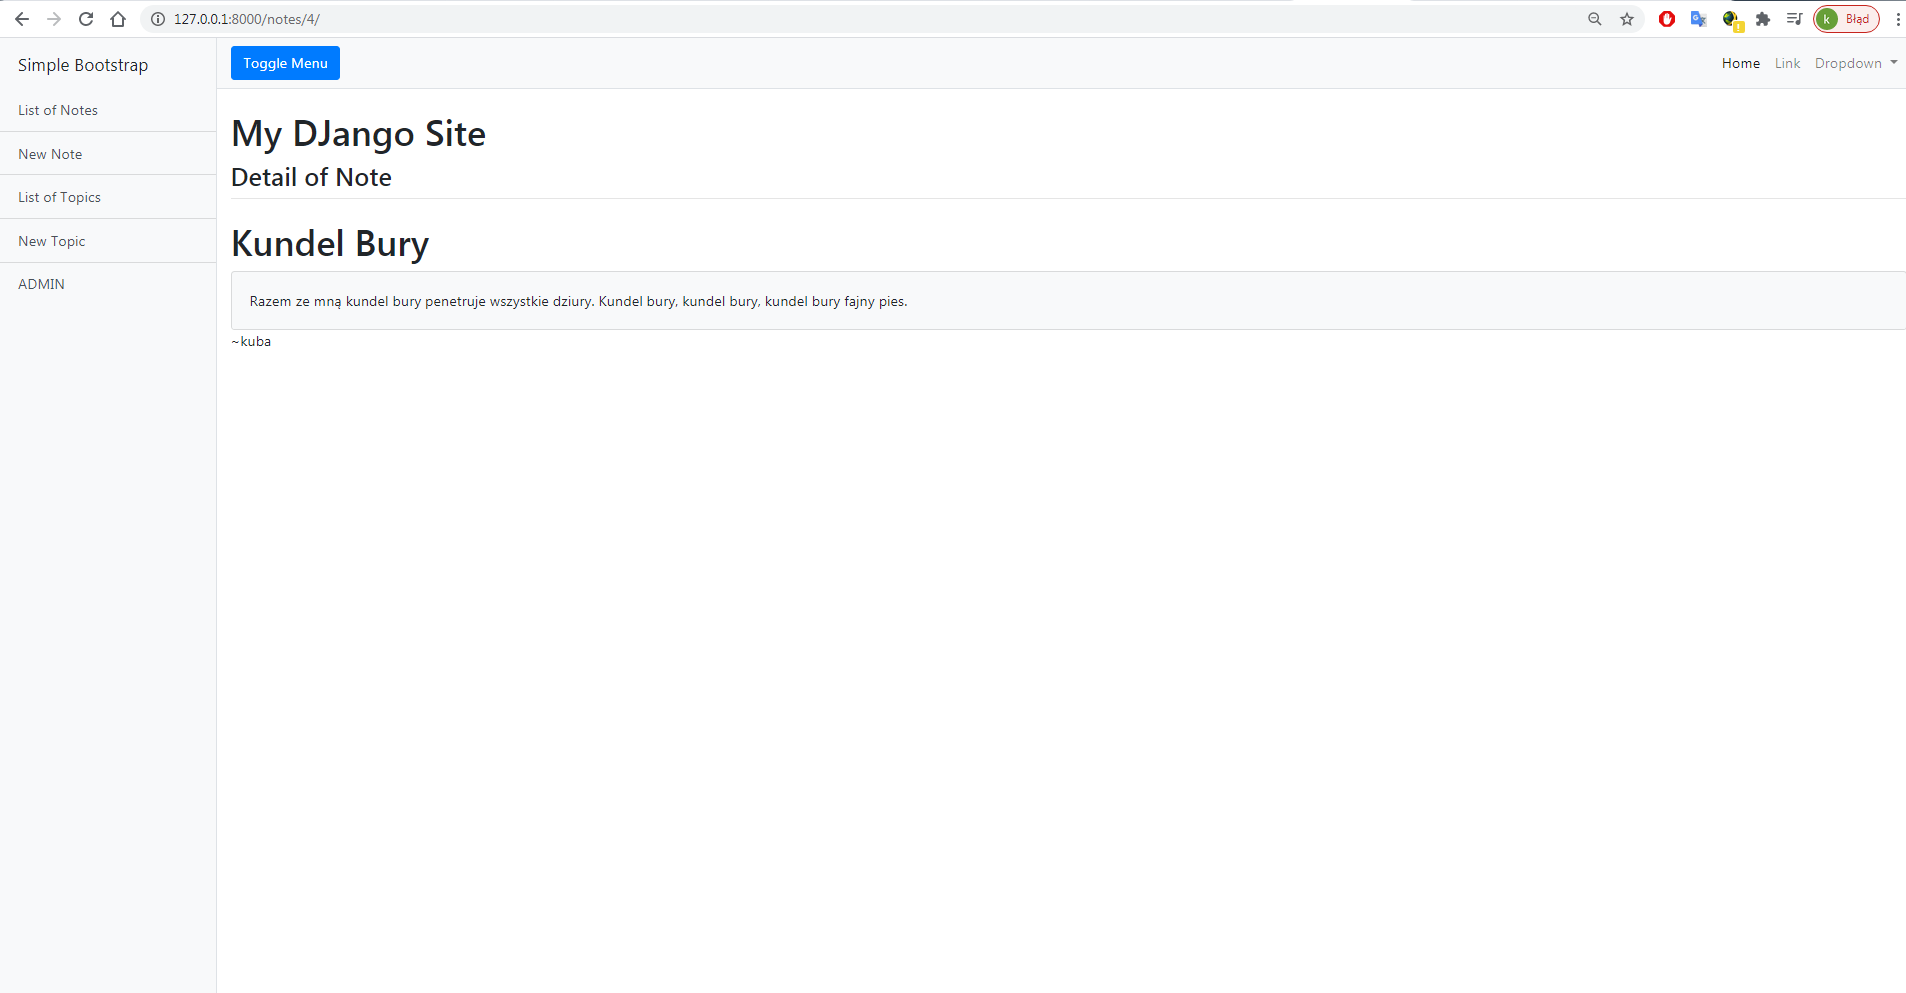 127.0.0.1:8000/notes/4/
k Błąd
Simple Bootstrap
Toggle Menu
Home Link Dropdown
List of Notes
New Note
List of Topics
New Topic
ADMIN
My DJango Site
Detail of Note
Kundel Bury
Razem ze mną kundel bury penetruje wszystkie dziury. Kundel bury, kundel bury, kundel bury fajny pies.
~kuba